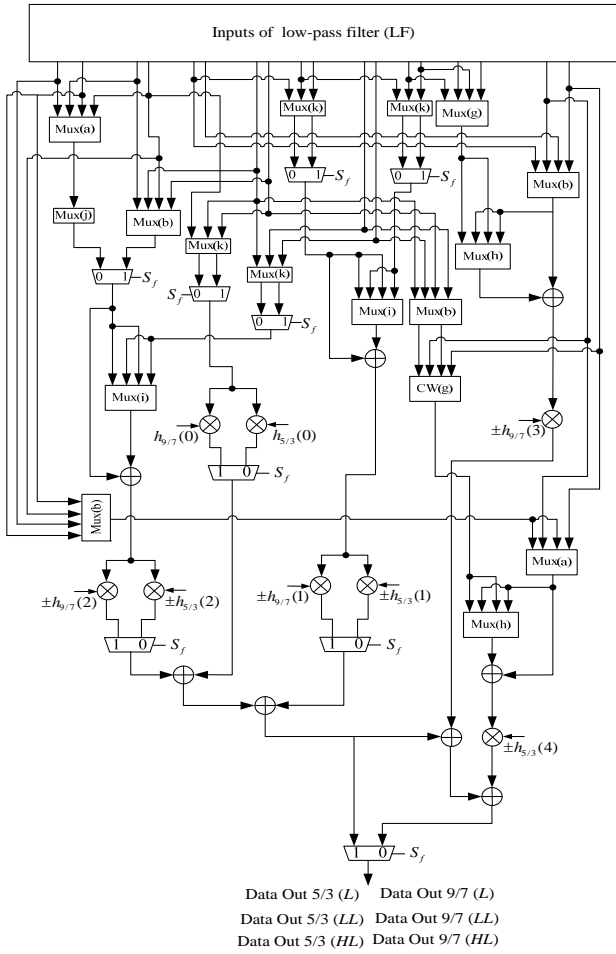 Inputs of low-pass filter (LF)
Mux(a)
Mux(k)
Mux(k)
Mux(g)
Mux(b)
0 1
S_f
0 1
S_f
Mux(j)
Mux(b)
Mux(k)
Mux(h)
0 1
S_f
S_f
0 1
Mux(k)
0 1
S_f
Mux(i)
Mux(b)
CW(g)
Mux(i)
h_{9/7}(0)
h_{5/3}(0)
±h_{9/7}(3)
1 0
S_f
Mux(b)
Mux(a)
±h_{9/7}(2)
±h_{5/3}(2)
±h_{9/7}(1)
±h_{5/3}(1)
Mux(h)
1 0
S_f
1 0
S_f
±h_{5/3}(4)
1 0
S_f
Data Out 5/3 (L) Data Out 9/7 (L)
Data Out 5/3 (LL) Data Out 9/7 (LL)
Data Out 5/3 (HL) Data Out 9/7 (HL)